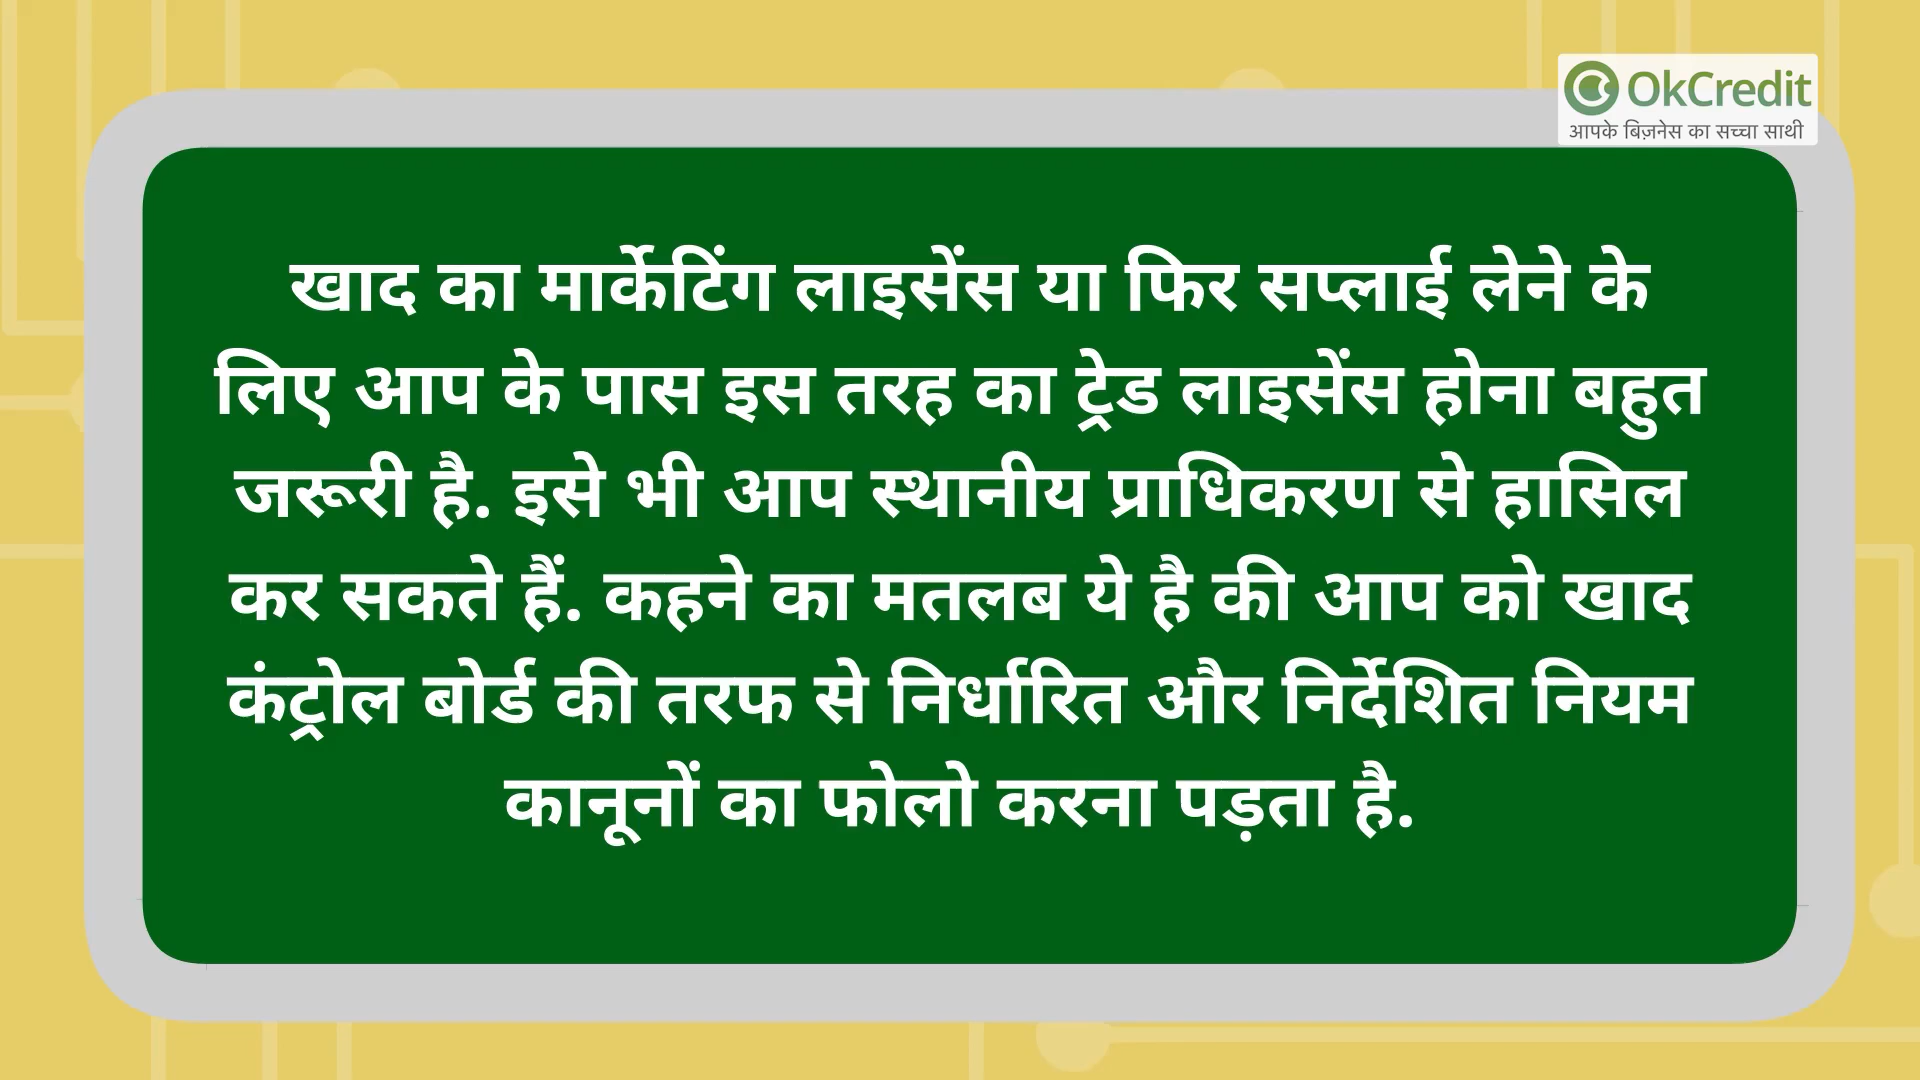 OkCredit
आपके बिज़नेस का सच्चा साथी
खाद का मार्केटिंग लाइसेंस या फिर सप्लाई लेने के
लिए आप के पास इस तरह का ट्रेड लाइसेंस होना बहुत
जरूरी है. इसे भी आप स्थानीय प्राधिकरण से हासिल
कर सकते हैं. कहने का मतलब ये है की आप को खाद
कंट्रोल बोर्ड की तरफ से निर्धारित और निर्देशित नियम
कानूनों का फोलो करना पड़ता है.